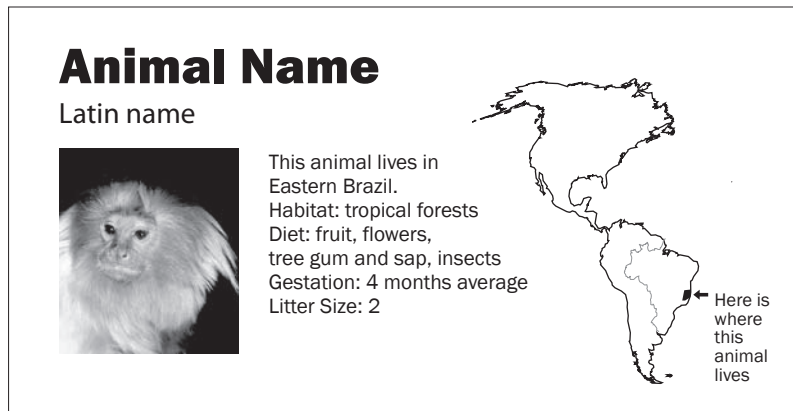 Animal Name
Latin name
This animal lives in
Eastern Brazil.
Habitat: tropical forests
Diet: fruit, flowers,
tree gum and sap, insects
Gestation: 4 months average
Litter Size: 2
Here is
where
this
animal
lives